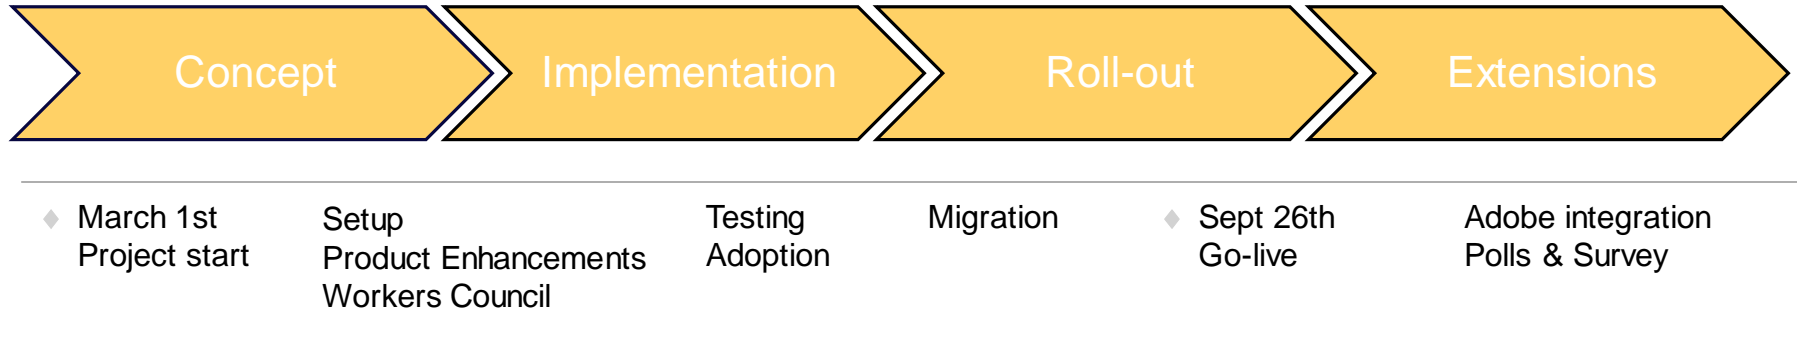 Concept
Implementation
Roll-out
Extensions
March 1st
Project start
Setup
Product Enhancements
Workers Council
Testing
Adoption
Migration
Sept 26th
Go-live
Adobe integration
Polls & Survey